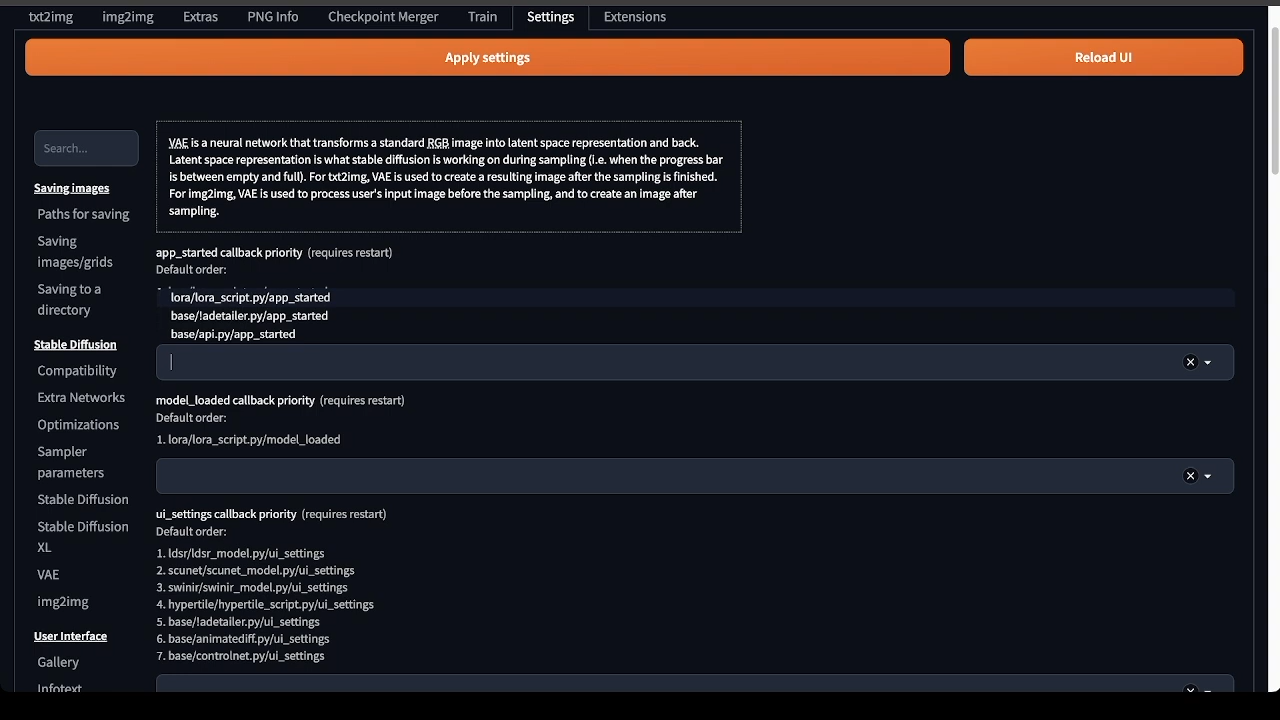 txt2img img2img Extras PNG Info Checkpoint Merger Train Settings Extensions
Apply settings Reload UI
Search...
Saving images
Paths for saving
Saving
images/grids
Saving to a
directory
Stable Diffusion
Compatibility
Extra Networks
Optimizations
Sampler
parameters
Stable Diffusion
Stable Diffusion
XL
VAE
img2img
User Interface
Gallery
Infotext
VAE is a neural network that transforms a standard RGB image into latent space representation and back.
Latent space representation is what stable diffusion is working on during sampling (i.e. when the progress bar
is between empty and full). For txt2img, VAE is used to create a resulting image after the sampling is finished.
For img2img, VAE is used to process user's input image before the sampling, and to create an image after
sampling.
app_started callback priority (requires restart)
Default order:
lora/lora_script.py/app_started
base/!adetailer.py/app_started
base/api.py/app_started
model_loaded callback priority (requires restart)
Default order:
1. lora/lora_script.py/model_loaded
ui_settings callback priority (requires restart)
Default order:
1. ldsr/ldsr_model.py/ui_settings
2. scunet/scunet_model.py/ui_settings
3. swinir/swinir_model.py/ui_settings
4. hypertile/hypertile_script.py/ui_settings
5. base/!adetailer.py/ui_settings
6. base/animatediff.py/ui_settings
7. base/controlnet.py/ui_settings